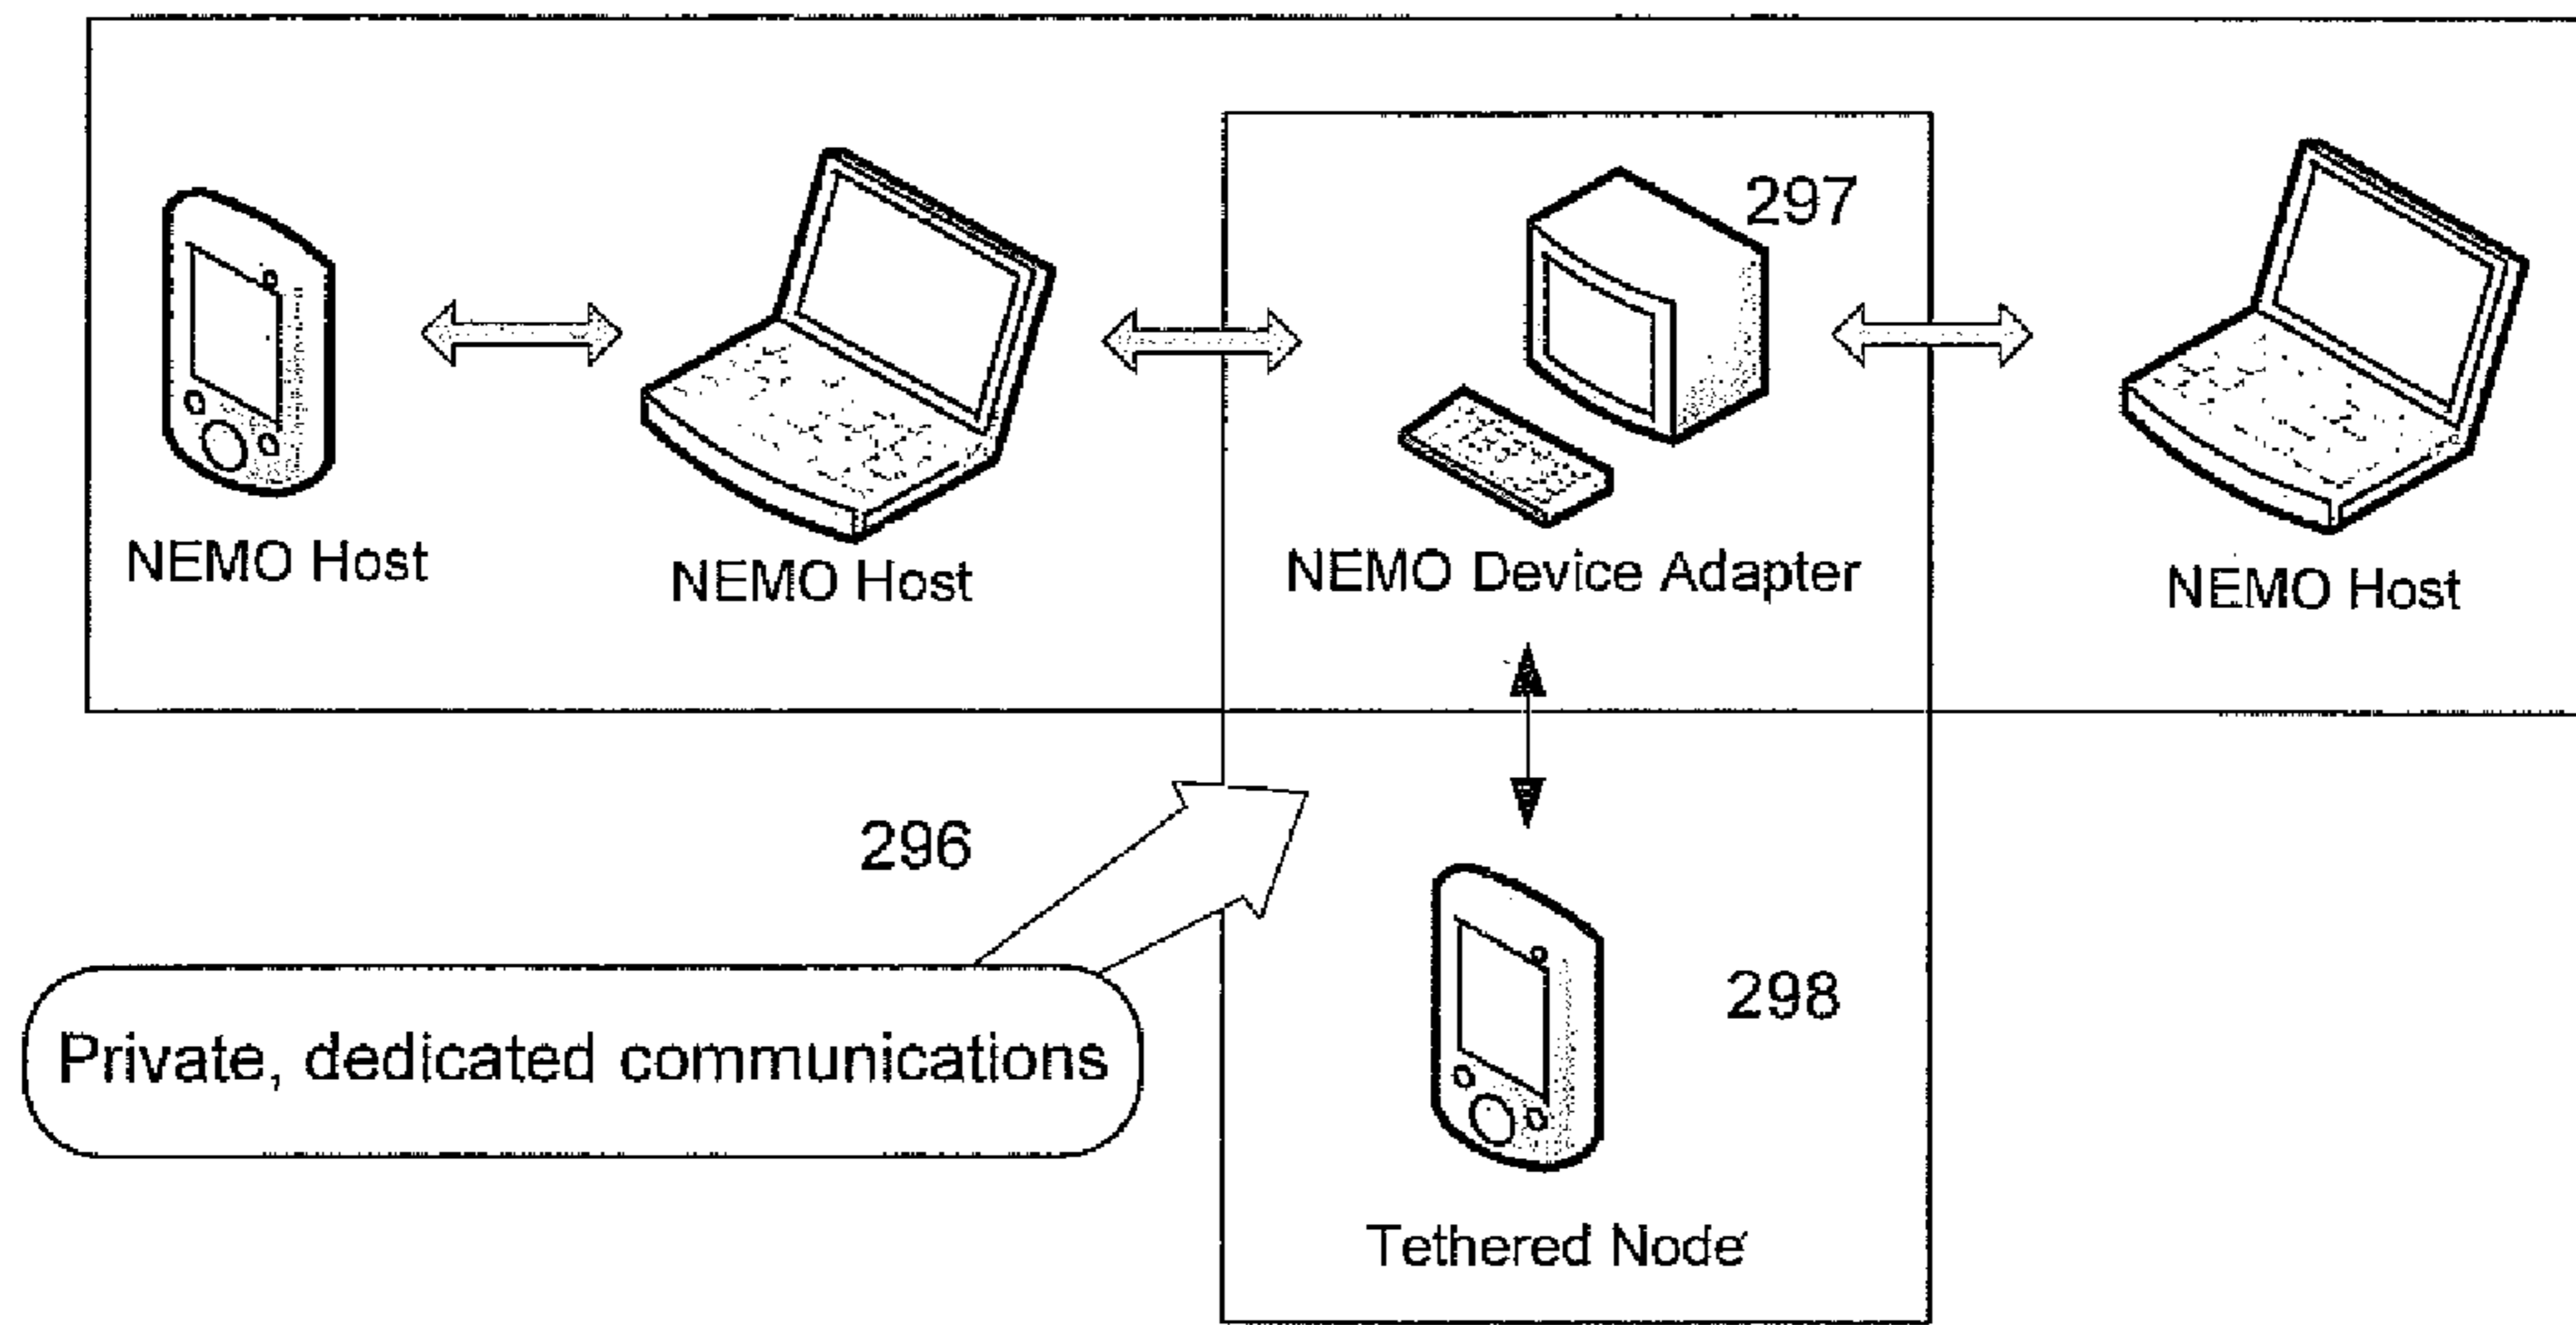 297
NEMO Host
NEMO Host
NEMO Device Adapter
NEMO Host
296
298
Private, dedicated communications
Tethered Node